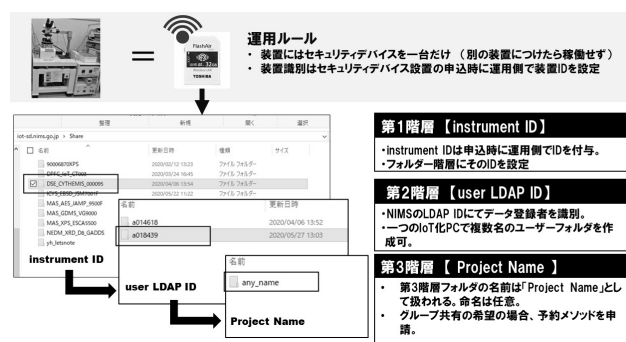 運用ルール
・ 装置にはセキュリティデバイスを一台だけ （別の装置につけたら稼働せず）
・ 装置識別はセキュリティデバイス設置の申込時に運用側で装置IDを設定
=
FlashAir
32GB
TOSHIBA
整理 新規 開く 選択
iot-sd.nims.go.jp > Share
名前 更新日時 種類 サイズ
90006870XPS 2020/02/12 13:23 ファイル フォルダー
DPFC_IoT_CT003 2020/03/24 16:45 ファイル フォルダー
DSE_CYTHEMIS_000095 2020/04/06 13:54 ファイル フォルダー
ICYS_EBSD_JSM7001F 2020/05/22 11:22 ファイル フォルダー
MAS_AES_JAMP_9500F
MAS_GDMS_VG9000
MAS_XPS_ESCA5500
NEDM_XRD_D8_GADDS
yh_letsnote
instrument ID
名前 更新日時
a014618 2020/04/06 13:52
a018439 2020/05/27 13:03
user LDAP ID
名前
any_name
Project Name
第1階層 【instrument ID】
・instrument IDは申込時に運用側でIDを付与。
・フォルダー階層にそのIDを設定
第2階層 【user LDAP ID】
・NIMSのLDAP IDにてデータ登録者を識別。
・一つのIoT化PCで複数名のユーザーフォルダを作
成可。
第3階層 【 Project Name 】
・ 第3階層フォルダの名前は「Project Name」とし
て扱われる。命名は任意。
・ グループ共有の希望の場合、予約メソッドを申
請。